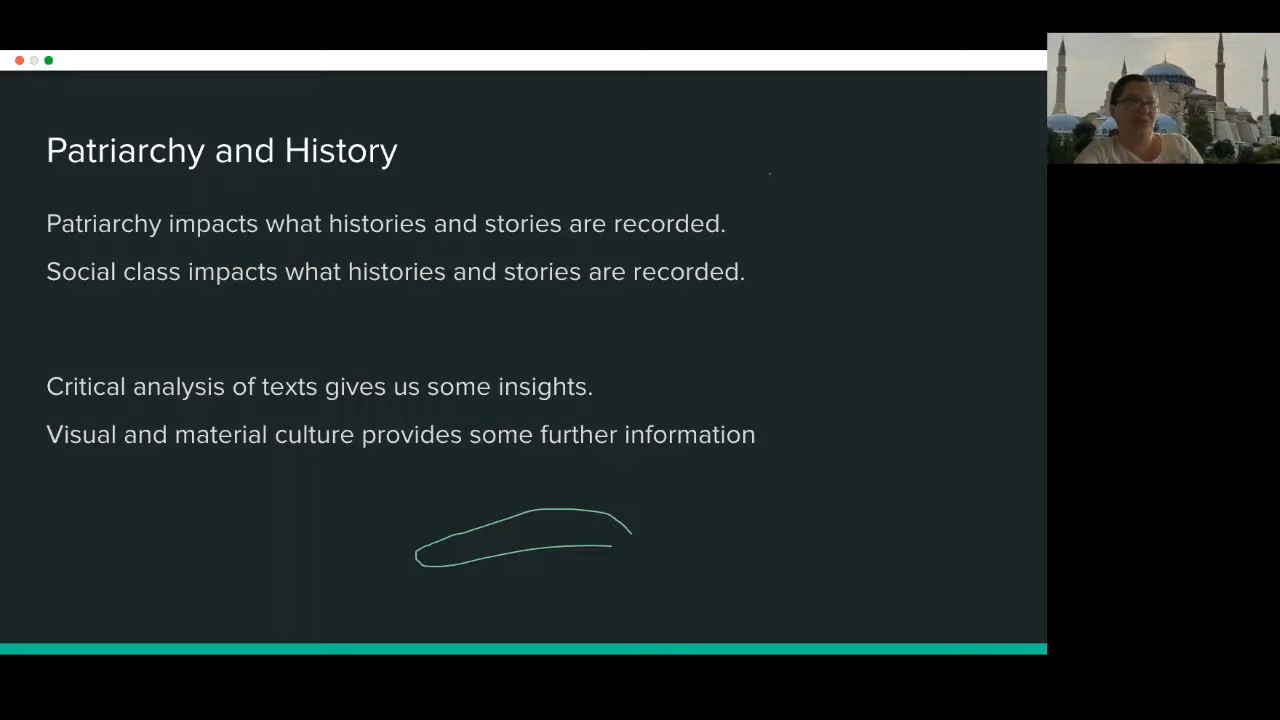 Patriarchy and History
Patriarchy impacts what histories and stories are recorded.
Social class impacts what histories and stories are recorded.
Critical analysis of texts gives us some insights.
Visual and material culture provides some further information